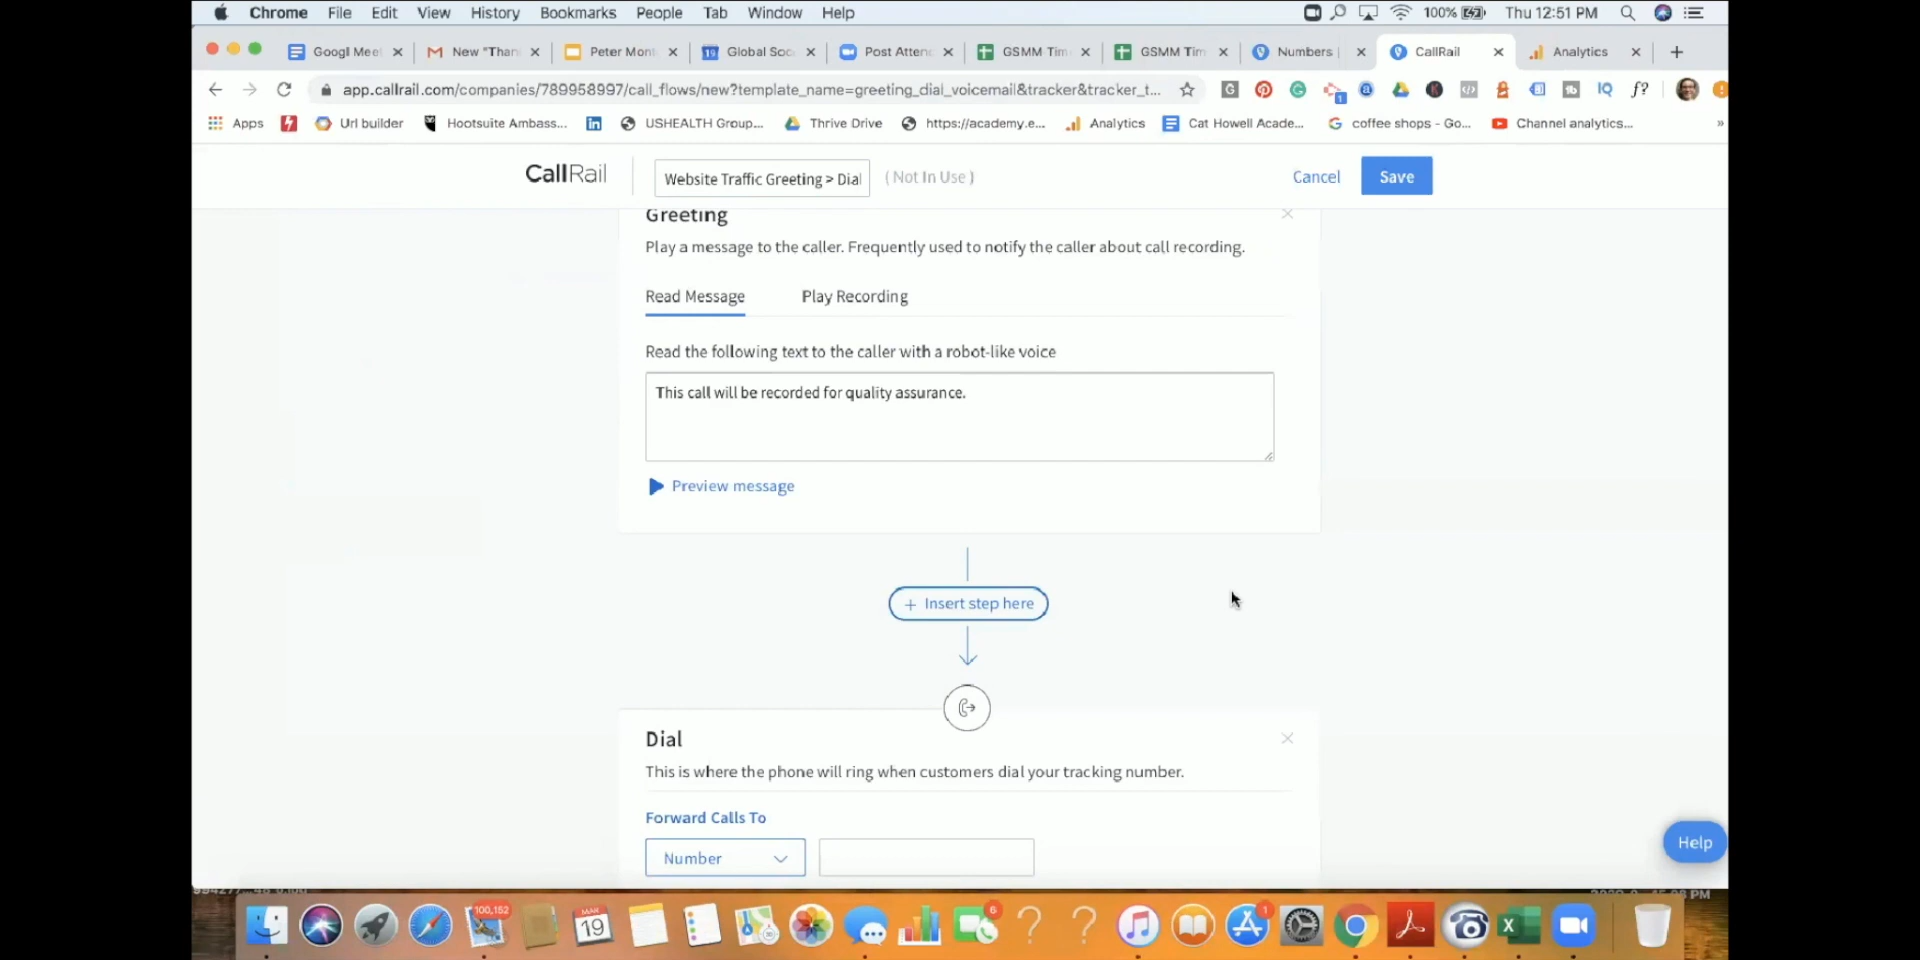 Chrome File Edit View History Bookmarks People Tab Window Help 100% Thu 12:51 PM
Googl Mee New "Than Peter Mont Global Soc Post Atten GSMM Tim GSMM Tim Numbers | CallRail Analytics
app.callrail.com/companies/789958997/call_flows/new?template_name=greeting_dial_voicemail&tracker&tracker_t...
Apps Url builder Hootsuite Ambass... USHEALTH Group... Thrive Drive https://academy.e... Analytics Cat Howell Acade... coffee shops - Go... Channel analytics... »
CallRail Website Traffic Greeting > Dial (Not In Use) Cancel Save
Greeting
Play a message to the caller. Frequently used to notify the caller about call recording.
Read Message Play Recording
Read the following text to the caller with a robot-like voice
This call will be recorded for quality assurance.
Preview message
+ Insert step here
Dial
This is where the phone will ring when customers dial your tracking number.
Forward Calls To
Number
Help
100,152 MAR 19 6 1